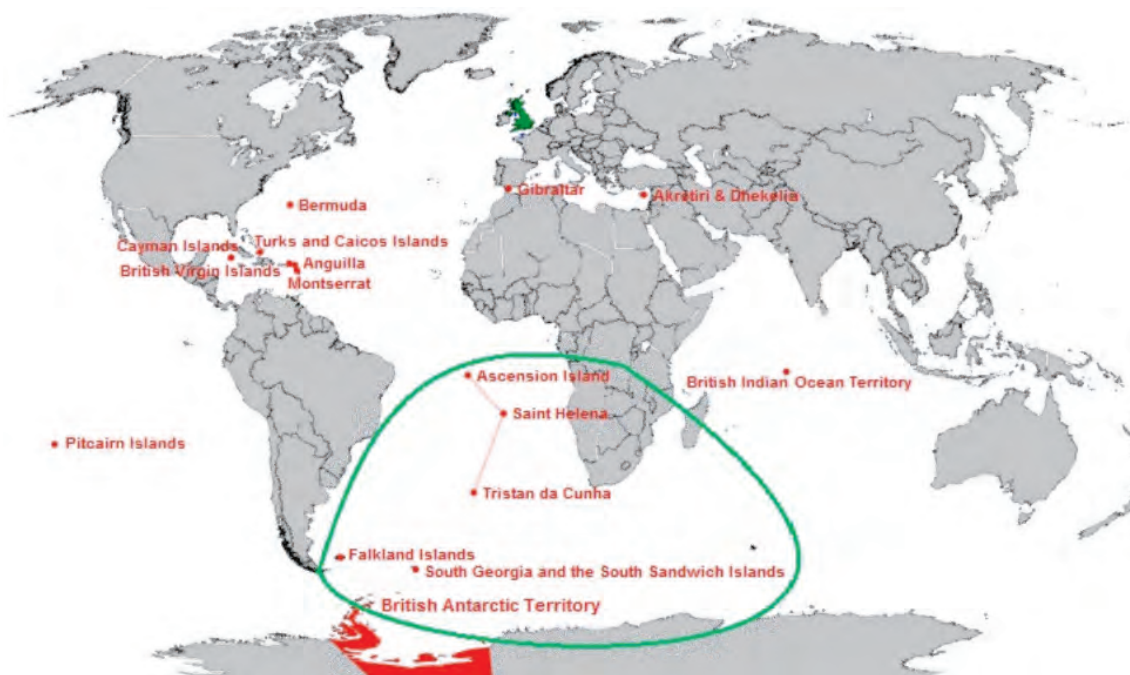 Gibraltar
Akrotiri & Dhekelia
Bermuda
Cayman Islands
Turks and Caicos Islands
British Virgin Islands
Anguilla
Montserrat
Ascension Island
British Indian Ocean Territory
Saint Helena
Pitcairn Islands
Tristan da Cunha
Falkland Islands
South Georgia and the South Sandwich Islands
British Antarctic Territory